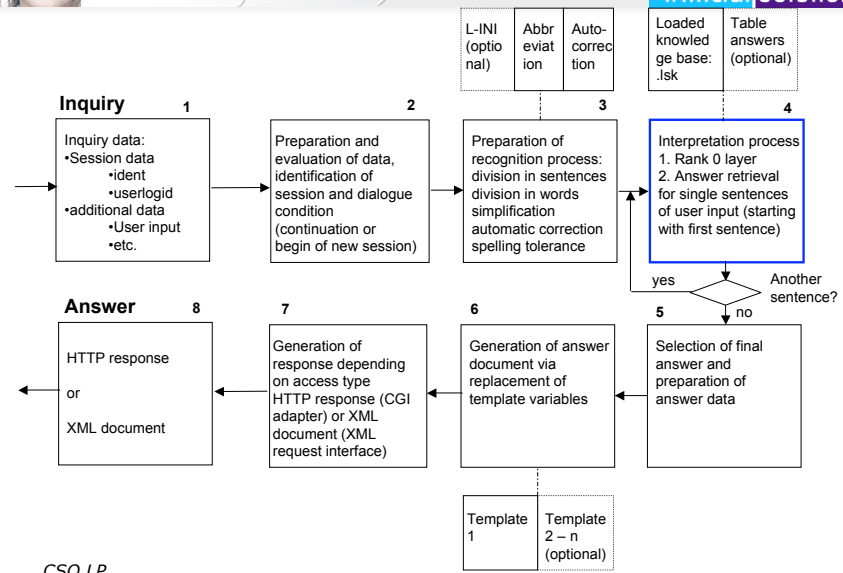 L-INI
(optio
nal)
Abbr
eviat
ion
Auto-
correc
tion
Loaded
knowled
ge base:
.lsk
Table
answers
(optional)
Inquiry
1
2
3
4
Inquiry data:
•Session data
•ident
•userlogid
•additional data
•User input
•etc.
Preparation and
evaluation of data,
identification of
session and dialogue
condition
(continuation or
begin of new session)
Preparation of
recognition process:
division in sentences
division in words
simplification
automatic correction
spelling tolerance
Interpretation process
1. Rank 0 layer
2. Answer retrieval
for single sentences
of user input (starting
with first sentence)
yes
Another
sentence?
no
Answer
8
7
6
5
HTTP response
or
XML document
Generation of
response depending
on access type
HTTP response (CGI
adapter) or XML
document (XML
request interface)
Generation of answer
document via
replacement of
template variables
Selection of final
answer and
preparation of
answer data
Template
1
Template
2 – n
(optional)